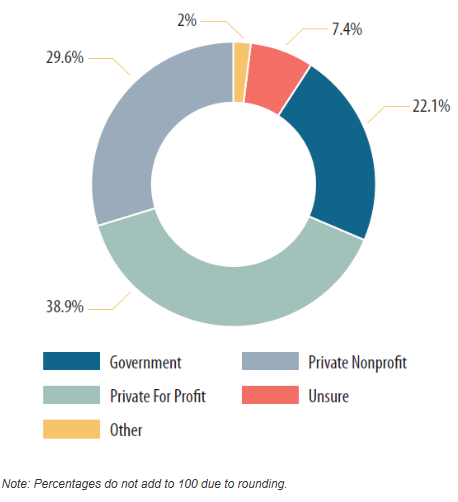 2%
7.4%
29.6%
22.1%
38.9%
Government
Private Nonprofit
Private For Profit
Unsure
Other
Note: Percentages do not add to 100 due to rounding.